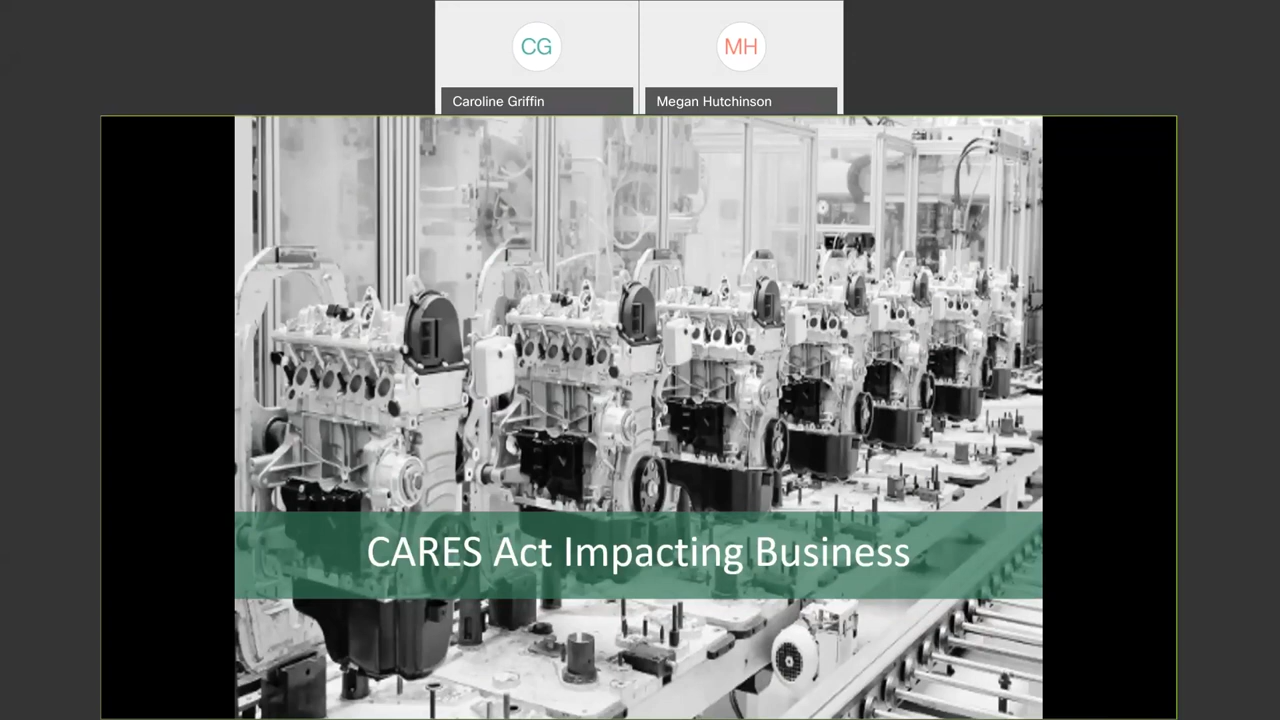 CG
MH
Caroline Griffin
Megan Hutchinson
CARES Act Impacting Business